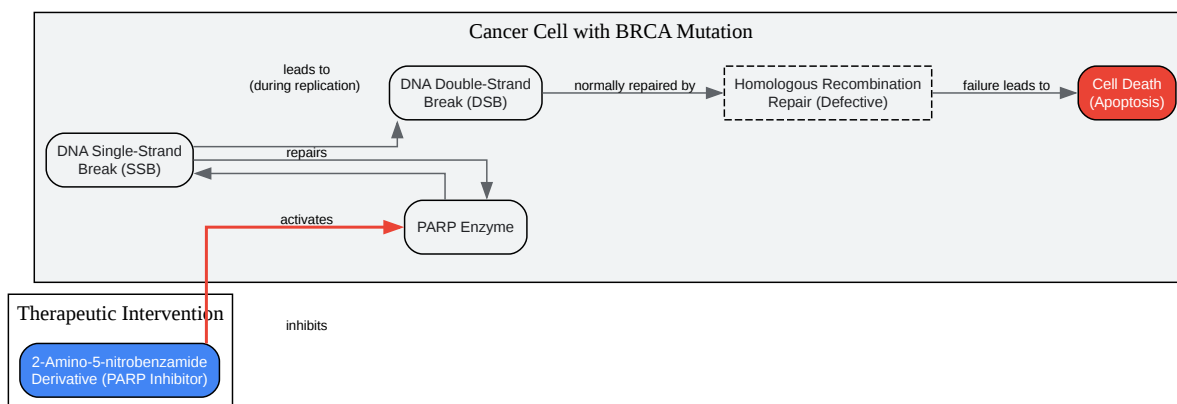 Cancer Cell with BRCA Mutation
leads to
(during replication)
DNA Double-Strand
Break (DSB)
normally repaired by
Homologous Recombination
Repair (Defective)
failure leads to
Cell Death
(Apoptosis)
DNA Single-Strand
Break (SSB)
repairs
activates
PARP Enzyme
Therapeutic Intervention
inhibits
2-Amino-5-nitrobenzamide
Derivative (PARP Inhibitor)